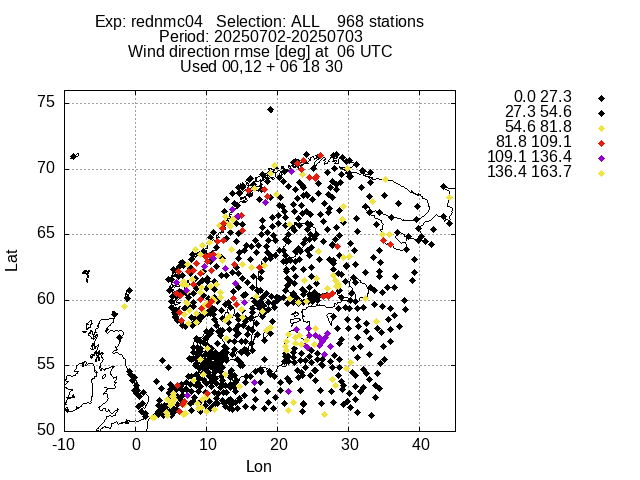 Exp: rednmc04   Selection: ALL    968 stations
Period: 20250702-20250703
Wind direction rmse [deg] at  06 UTC
Used 00,12 + 06 18 30
0.0 27.3
27.3 54.6
54.6 81.8
81.8 109.1
109.1 136.4
136.4 163.7
75
70
65
60
55
50
Lat
-10 0 10 20 30 40
Lon